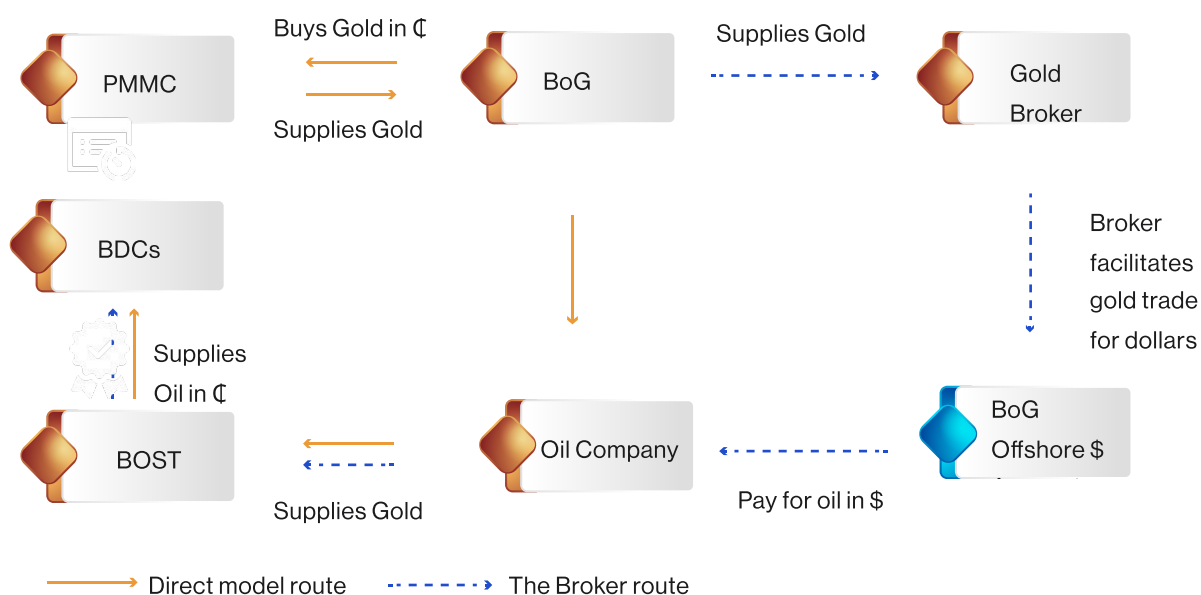 Buys Gold in ₵
Supplies Gold
PMMC
BoG
Gold
Broker
Supplies Gold
BDCs
Broker
facilitates
gold trade
for dollars
Supplies
Oil in ₵
BoG
Offshore $
BOST
Oil Company
Pay for oil in $
Supplies Gold
Direct model route
The Broker route